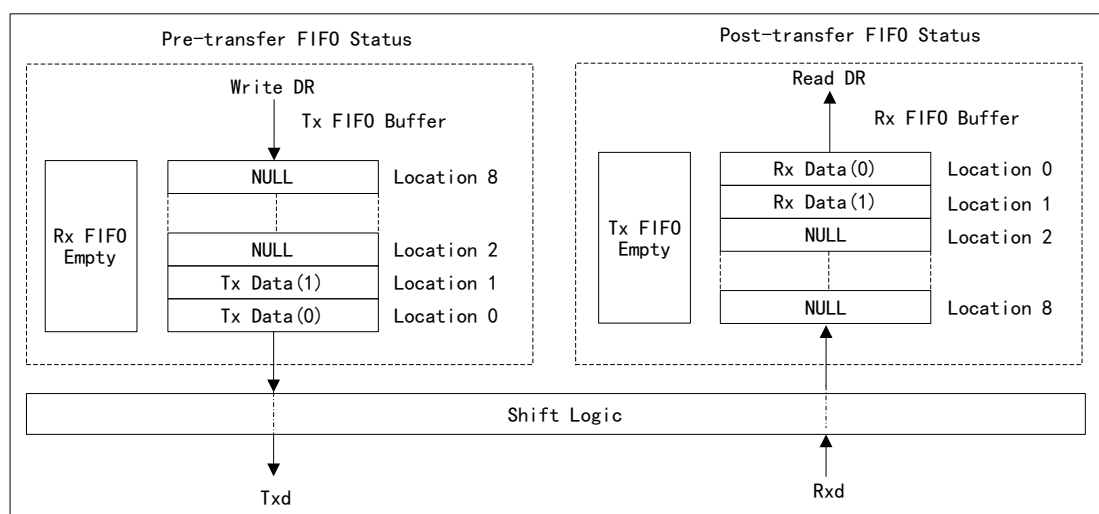 Pre-transfer FIFO Status
Write DR
Tx FIFO Buffer
Rx FIFO
Empty
NULL
Location 8
NULL
Location 2
Tx Data(1)
Location 1
Tx Data(0)
Location 0
Post-transfer FIFO Status
Read DR
Rx FIFO Buffer
Tx FIFO
Empty
Rx Data(0)
Location 0
Rx Data(1)
Location 1
NULL
Location 2
NULL
Location 8
Shift Logic
Txd
Rxd